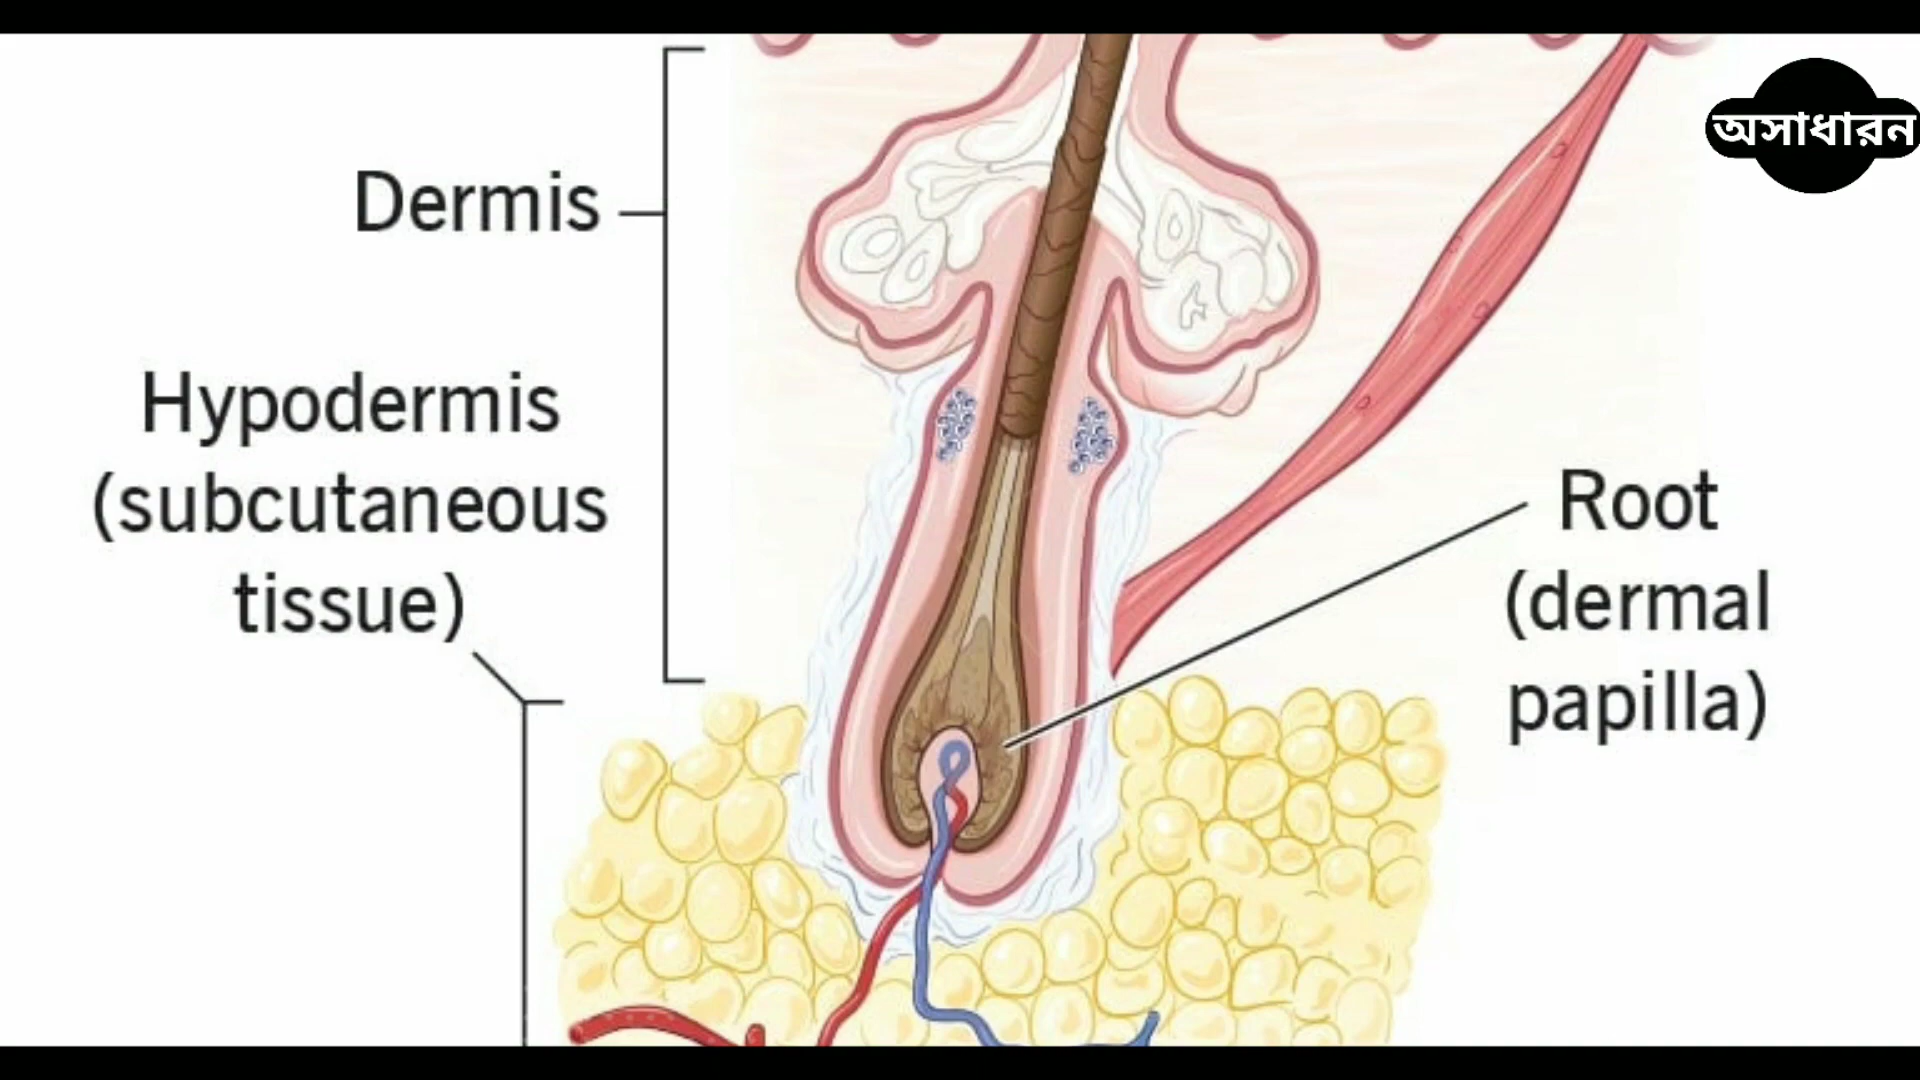 অসাধারন
Dermis
Hypodermis
(subcutaneous
tissue)
Root
(dermal
papilla)